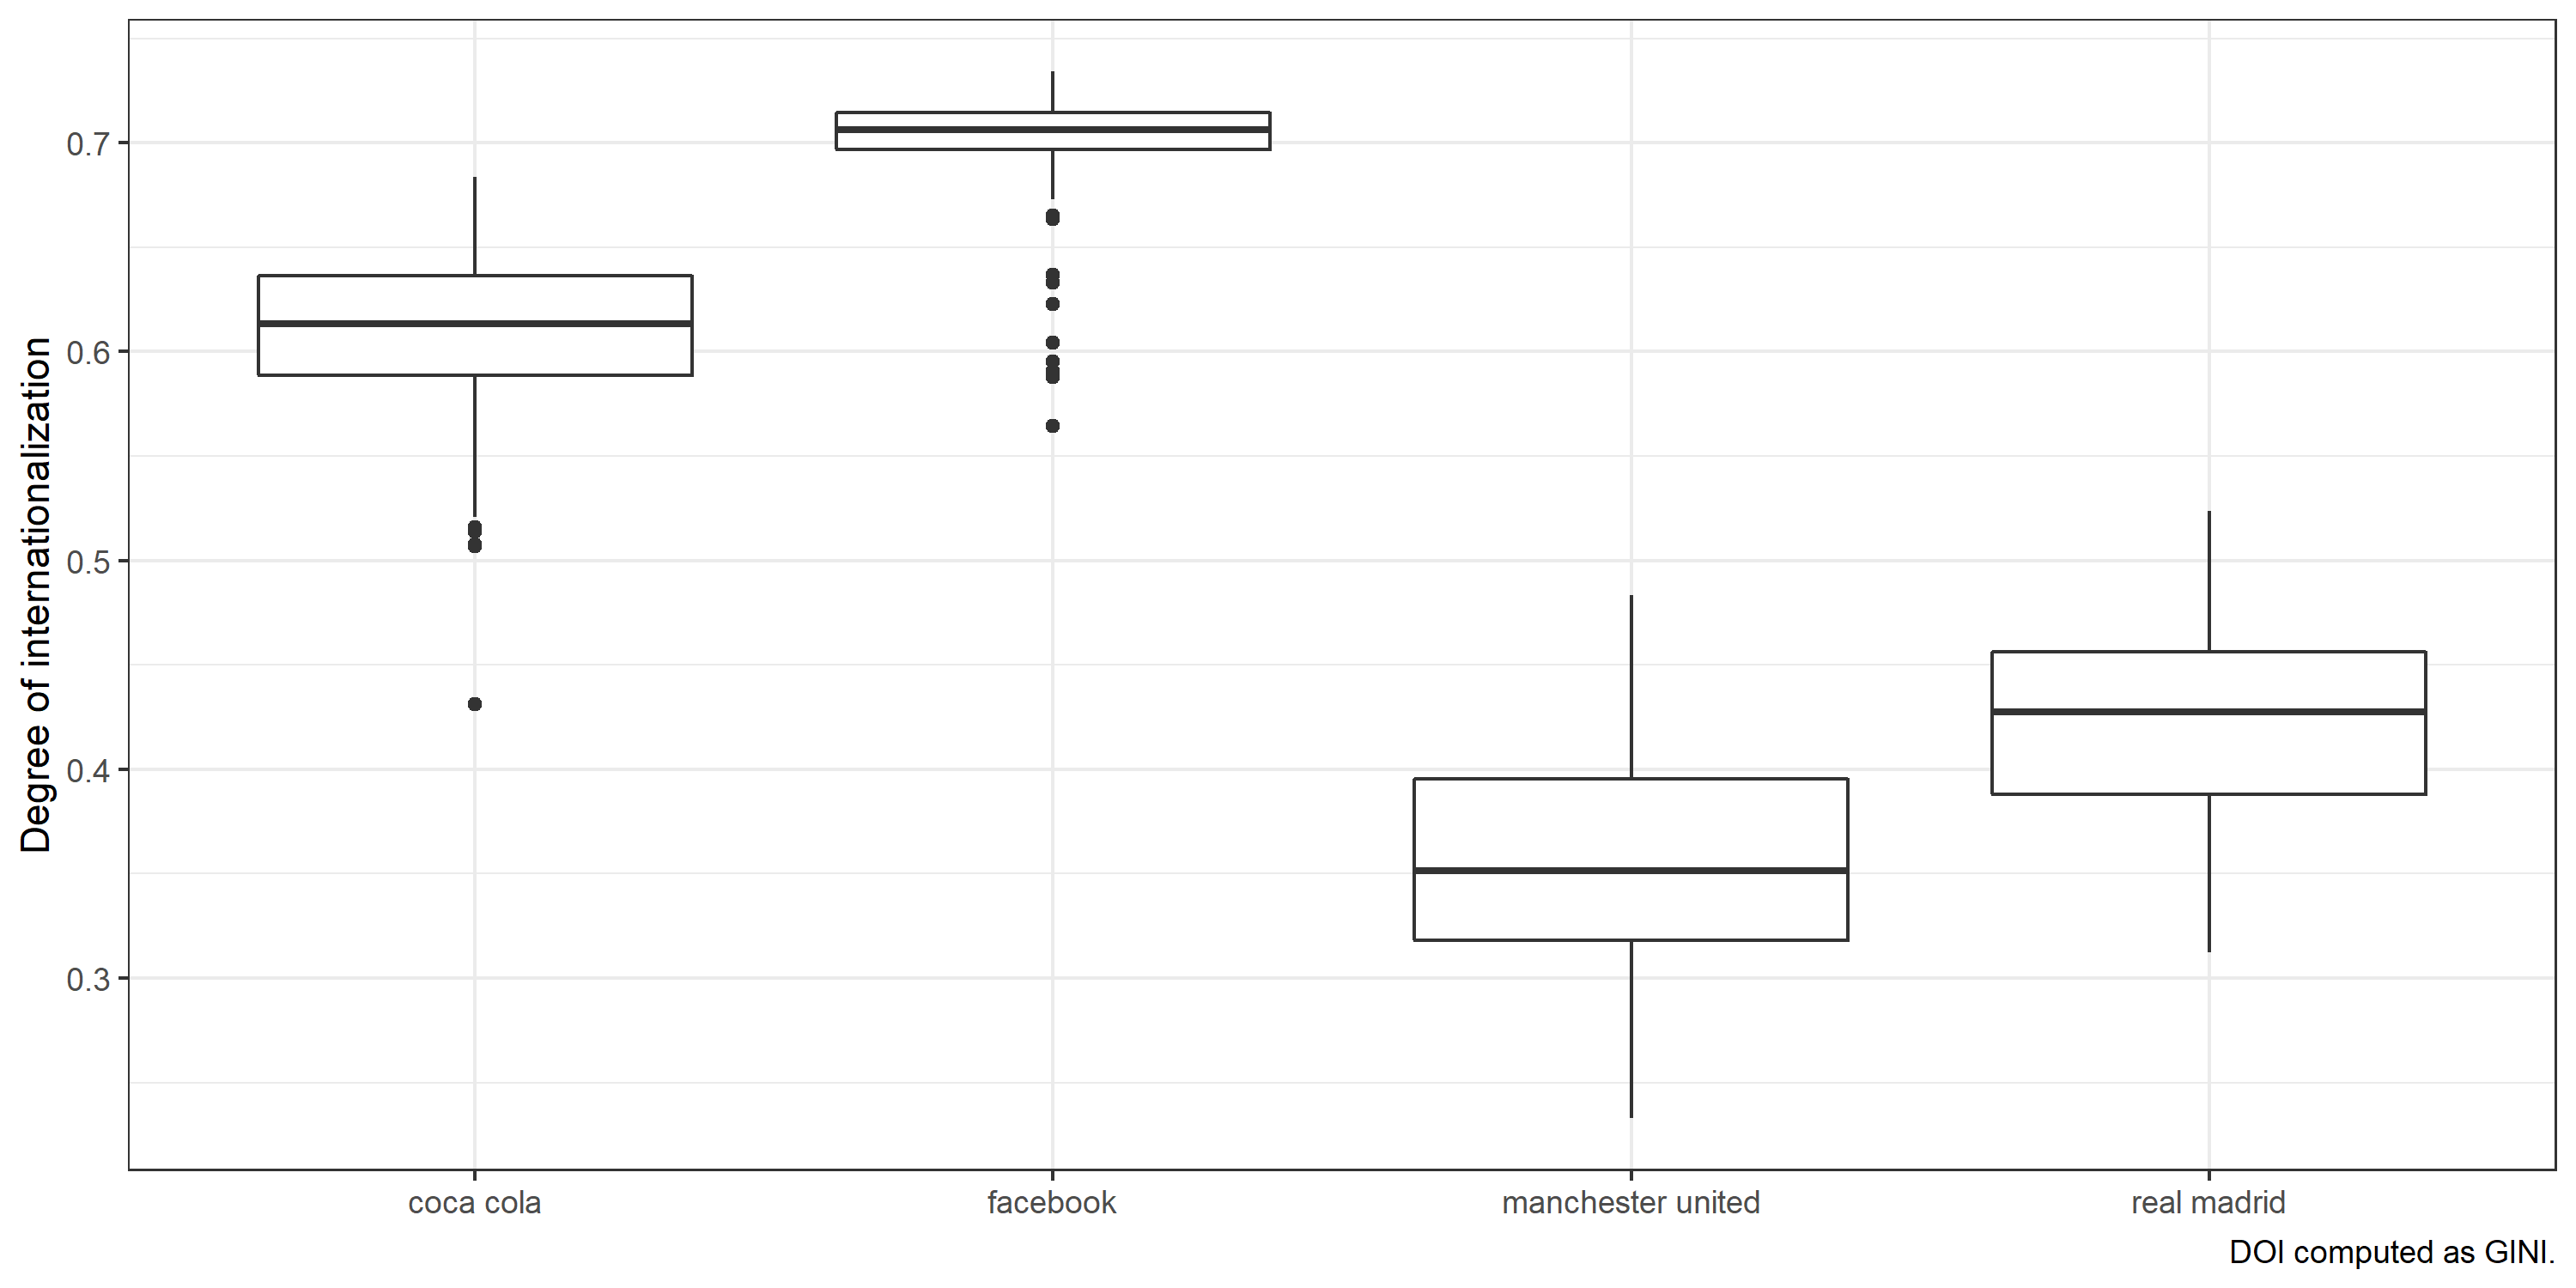 Degree of internationalization
0.7
0.6
0.5
0.4
0.3
coca cola
facebook
manchester united
real madrid
DOI computed as GINI.